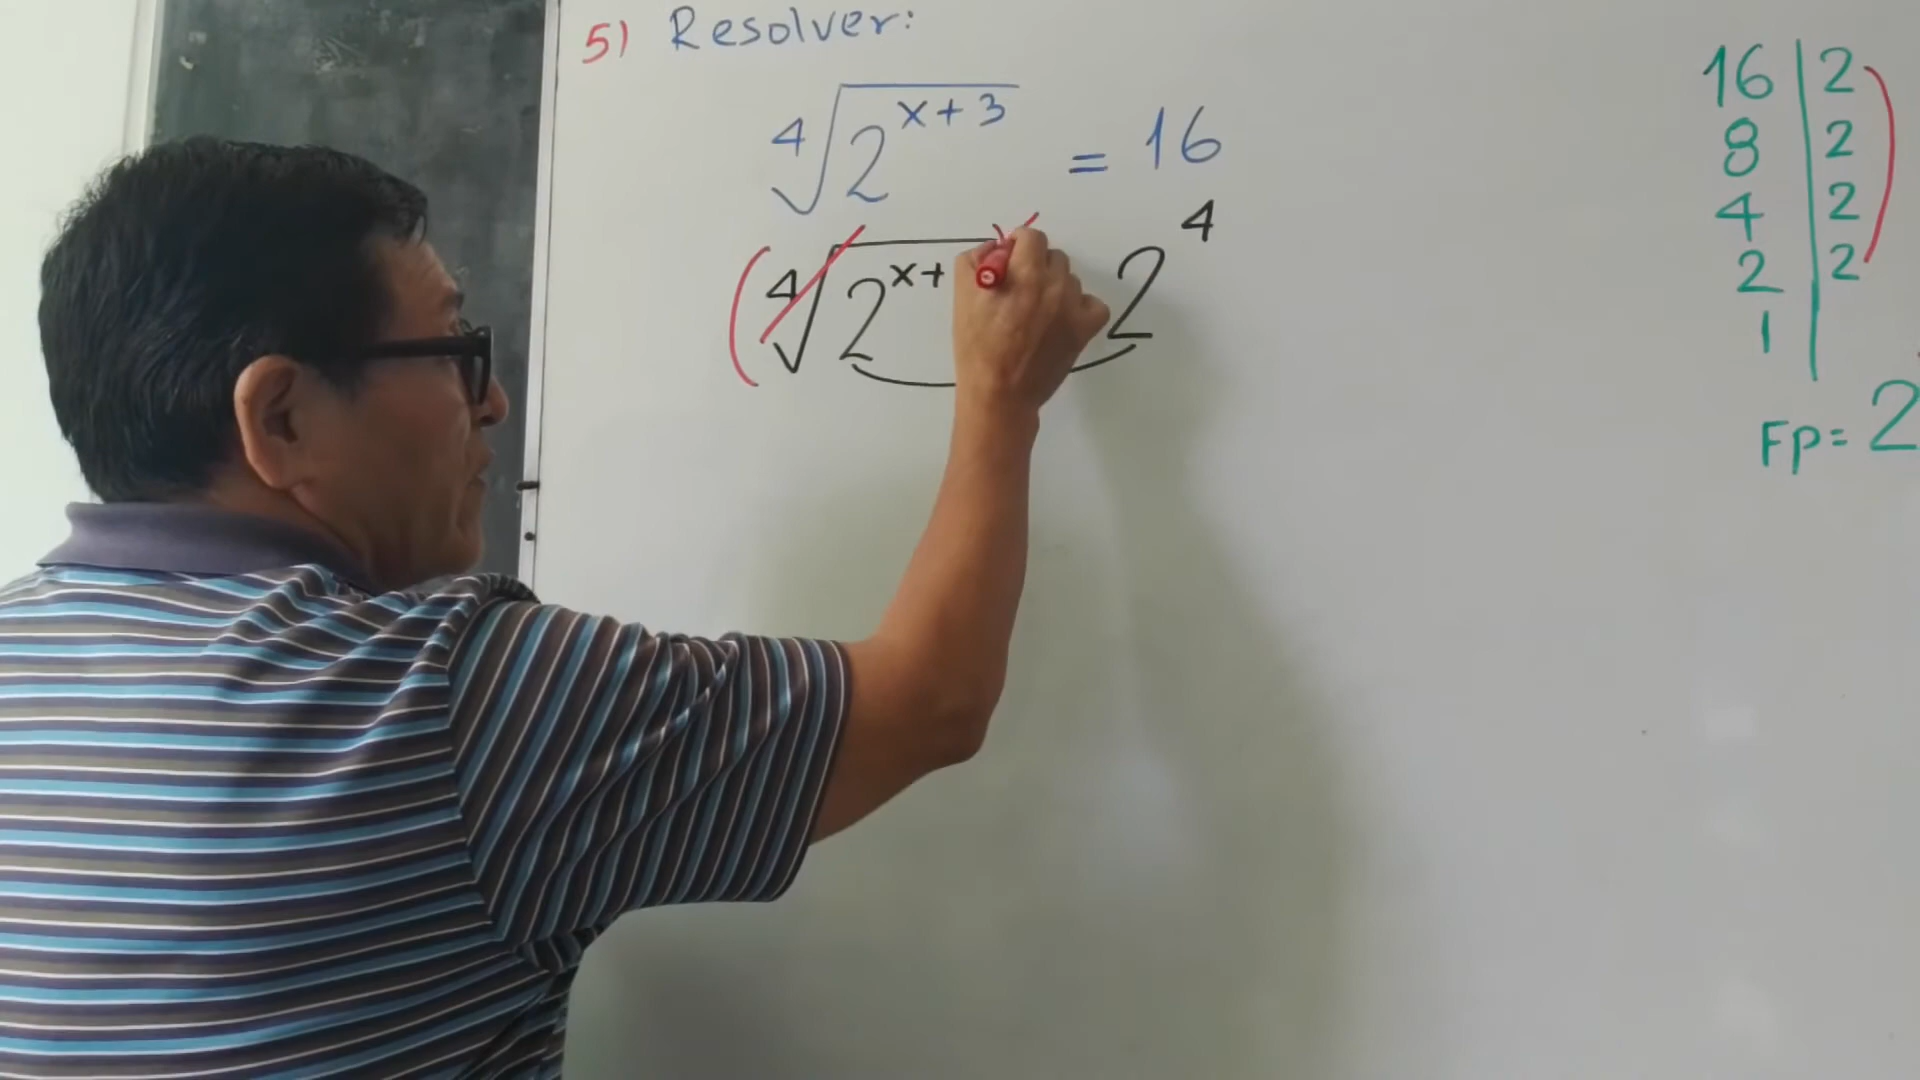 5) Resolver:
⁴√2^(x+3) = 16
(⁴√2^(x+ 2^4
16 | 2
8 | 2
4 | 2
2 | 2
1 |
Fp= 2